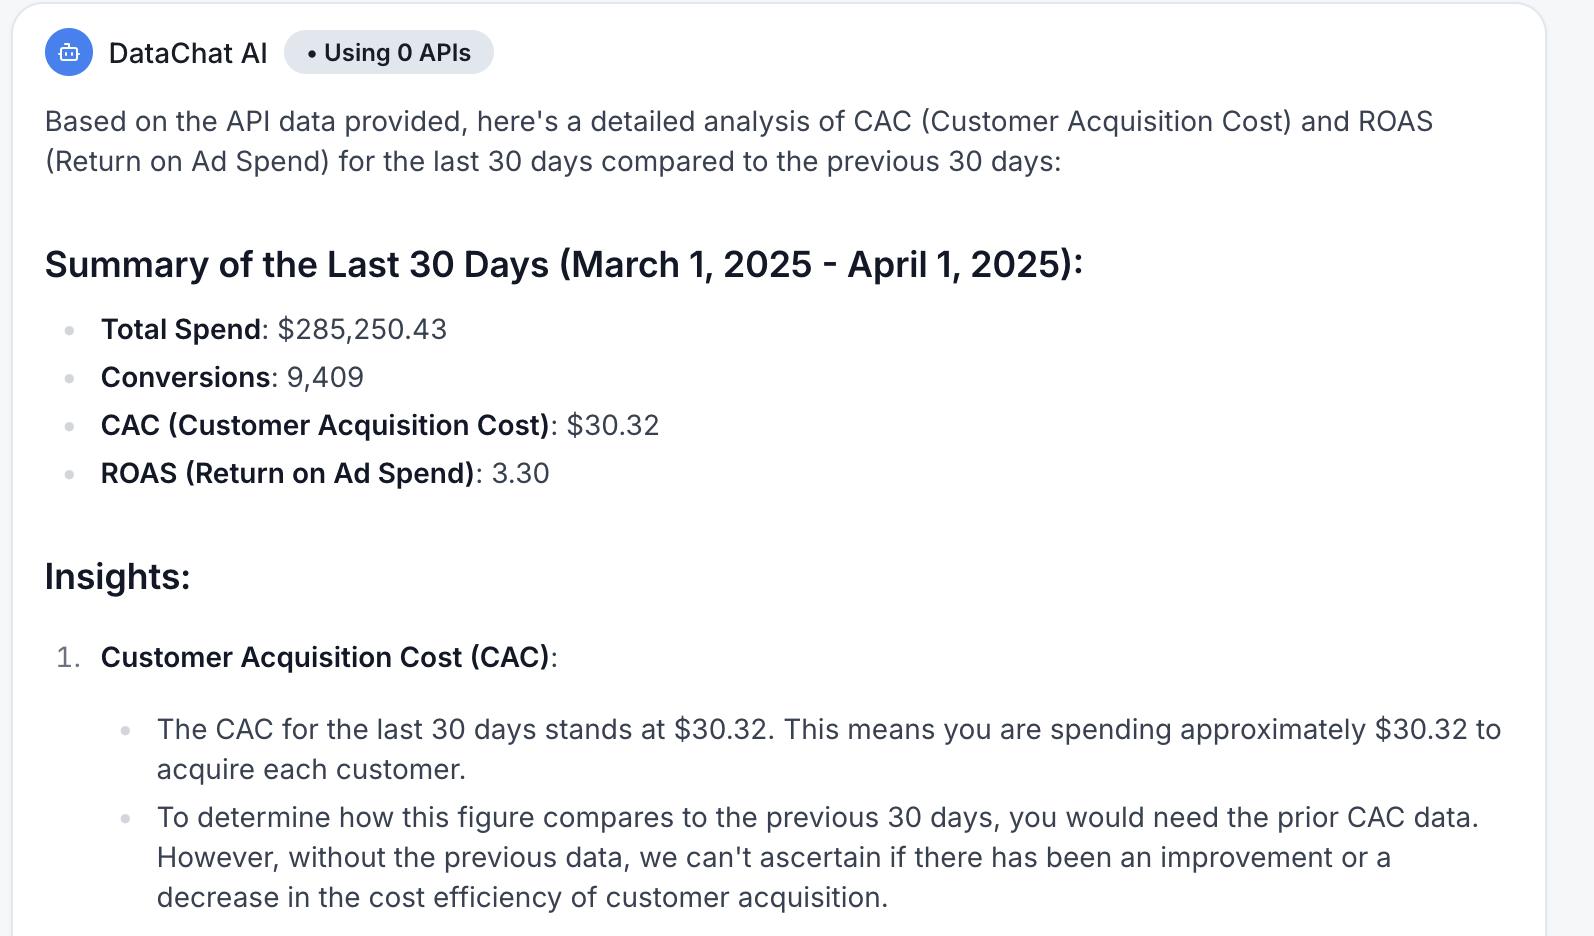 DataChat AI • Using 0 APIs
Based on the API data provided, here's a detailed analysis of CAC (Customer Acquisition Cost) and ROAS
(Return on Ad Spend) for the last 30 days compared to the previous 30 days:
Summary of the Last 30 Days (March 1, 2025 - April 1, 2025):
• Total Spend: $285,250.43
• Conversions: 9,409
• CAC (Customer Acquisition Cost): $30.32
• ROAS (Return on Ad Spend): 3.30
Insights:
1. Customer Acquisition Cost (CAC):
• The CAC for the last 30 days stands at $30.32. This means you are spending approximately $30.32 to
acquire each customer.
• To determine how this figure compares to the previous 30 days, you would need the prior CAC data.
However, without the previous data, we can't ascertain if there has been an improvement or a
decrease in the cost efficiency of customer acquisition.